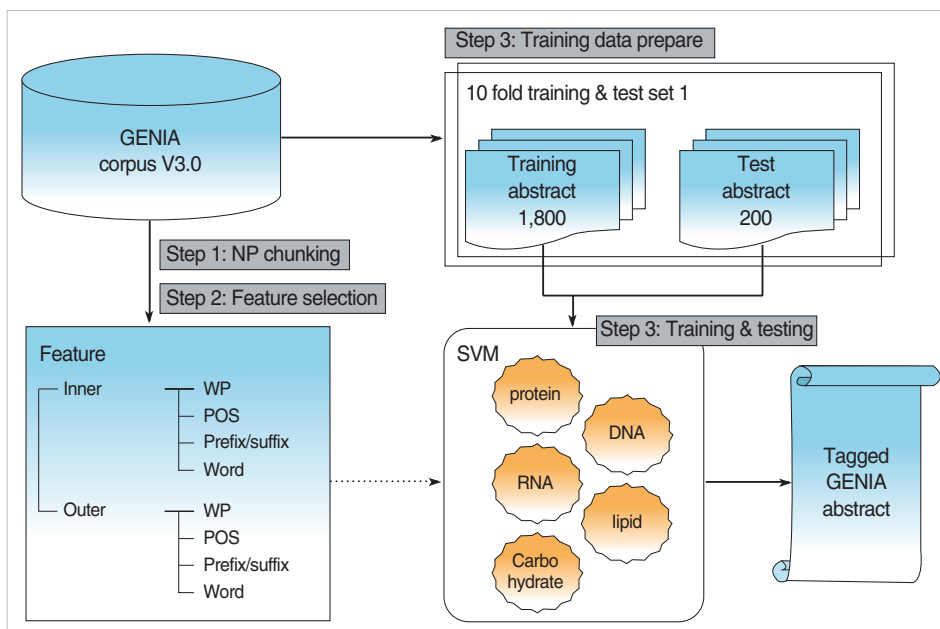 Step 3: Training data prepare
10 fold training & test set 1
GENIA
corpus V3.0
Training
abstract
1,800
Test
abstract
200
Step 1: NP chunking
Step 2: Feature selection
Step 3: Training & testing
Feature
Inner
WP
POS
Prefix/suffix
Word
Outer
WP
POS
Prefix/suffix
Word
SVM
protein
DNA
RNA
lipid
Carbo
hydrate
Tagged
GENIA
abstract